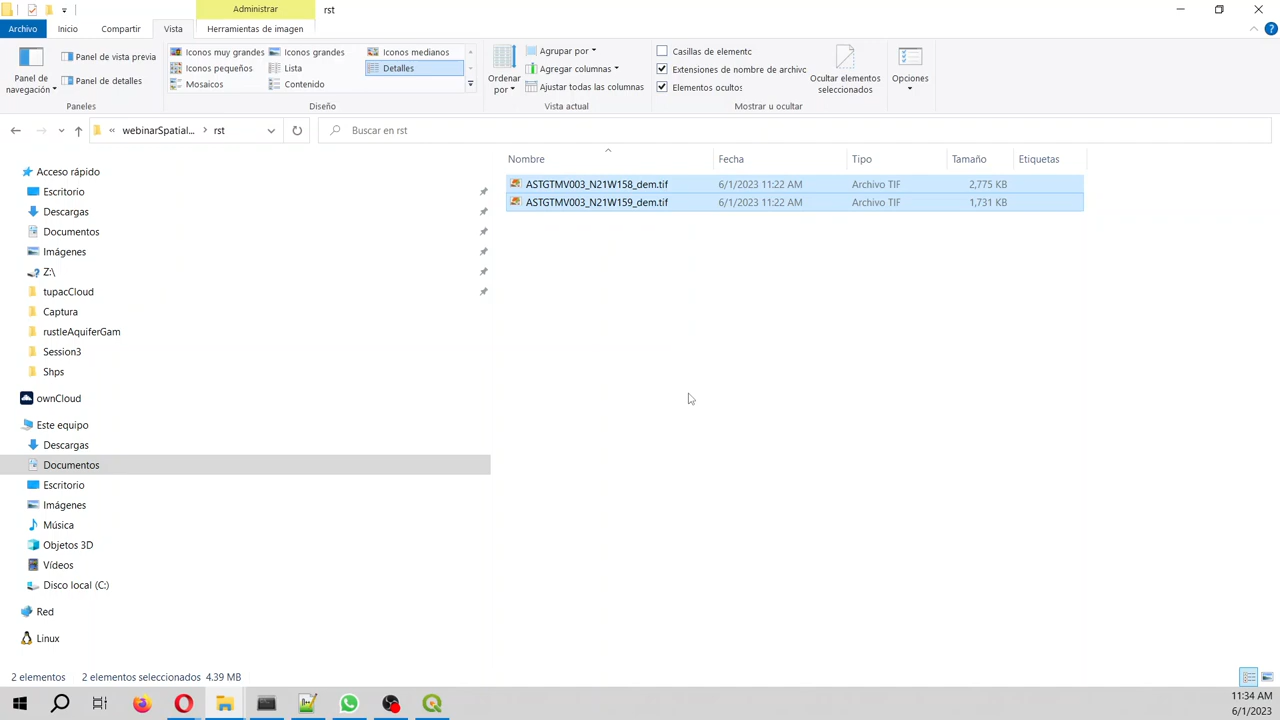 Administrar
rst
Archivo
Inicio
Compartir
Vista
Herramientas de imagen
Panel de navegación
Panel de vista previa
Panel de detalles
Paneles
Iconos muy grandes
Iconos grandes
Iconos medianos
Iconos pequeños
Lista
Detalles
Mosaicos
Contenido
Diseño
Ordenar por
Agrupar por
Agregar columnas
Ajustar todas las columnas
Vista actual
Casillas de elementc
Extensiones de nombre de archivc
Elementos ocultos
Ocultar elementos seleccionados
Mostrar u ocultar
Opciones
« webinarSpatial... > rst
Buscar en rst
Nombre Fecha Tipo Tamaño Etiquetas
ASTGTMV003_N21W158_dem.tif 6/1/2023 11:22 AM Archivo TIF 2,775 KB
ASTGTMV003_N21W159_dem.tif 6/1/2023 11:22 AM Archivo TIF 1,731 KB
Acceso rápido
Escritorio
Descargas
Documentos
Imágenes
Z:\
tupacCloud
Captura
rustleAquiferGam
Session3
Shps
ownCloud
Este equipo
Descargas
Documentos
Escritorio
Imágenes
Música
Objetos 3D
Vídeos
Disco local (C:)
Red
Linux
2 elementos 2 elementos seleccionados 4.39 MB
11:34 AM
6/1/2023